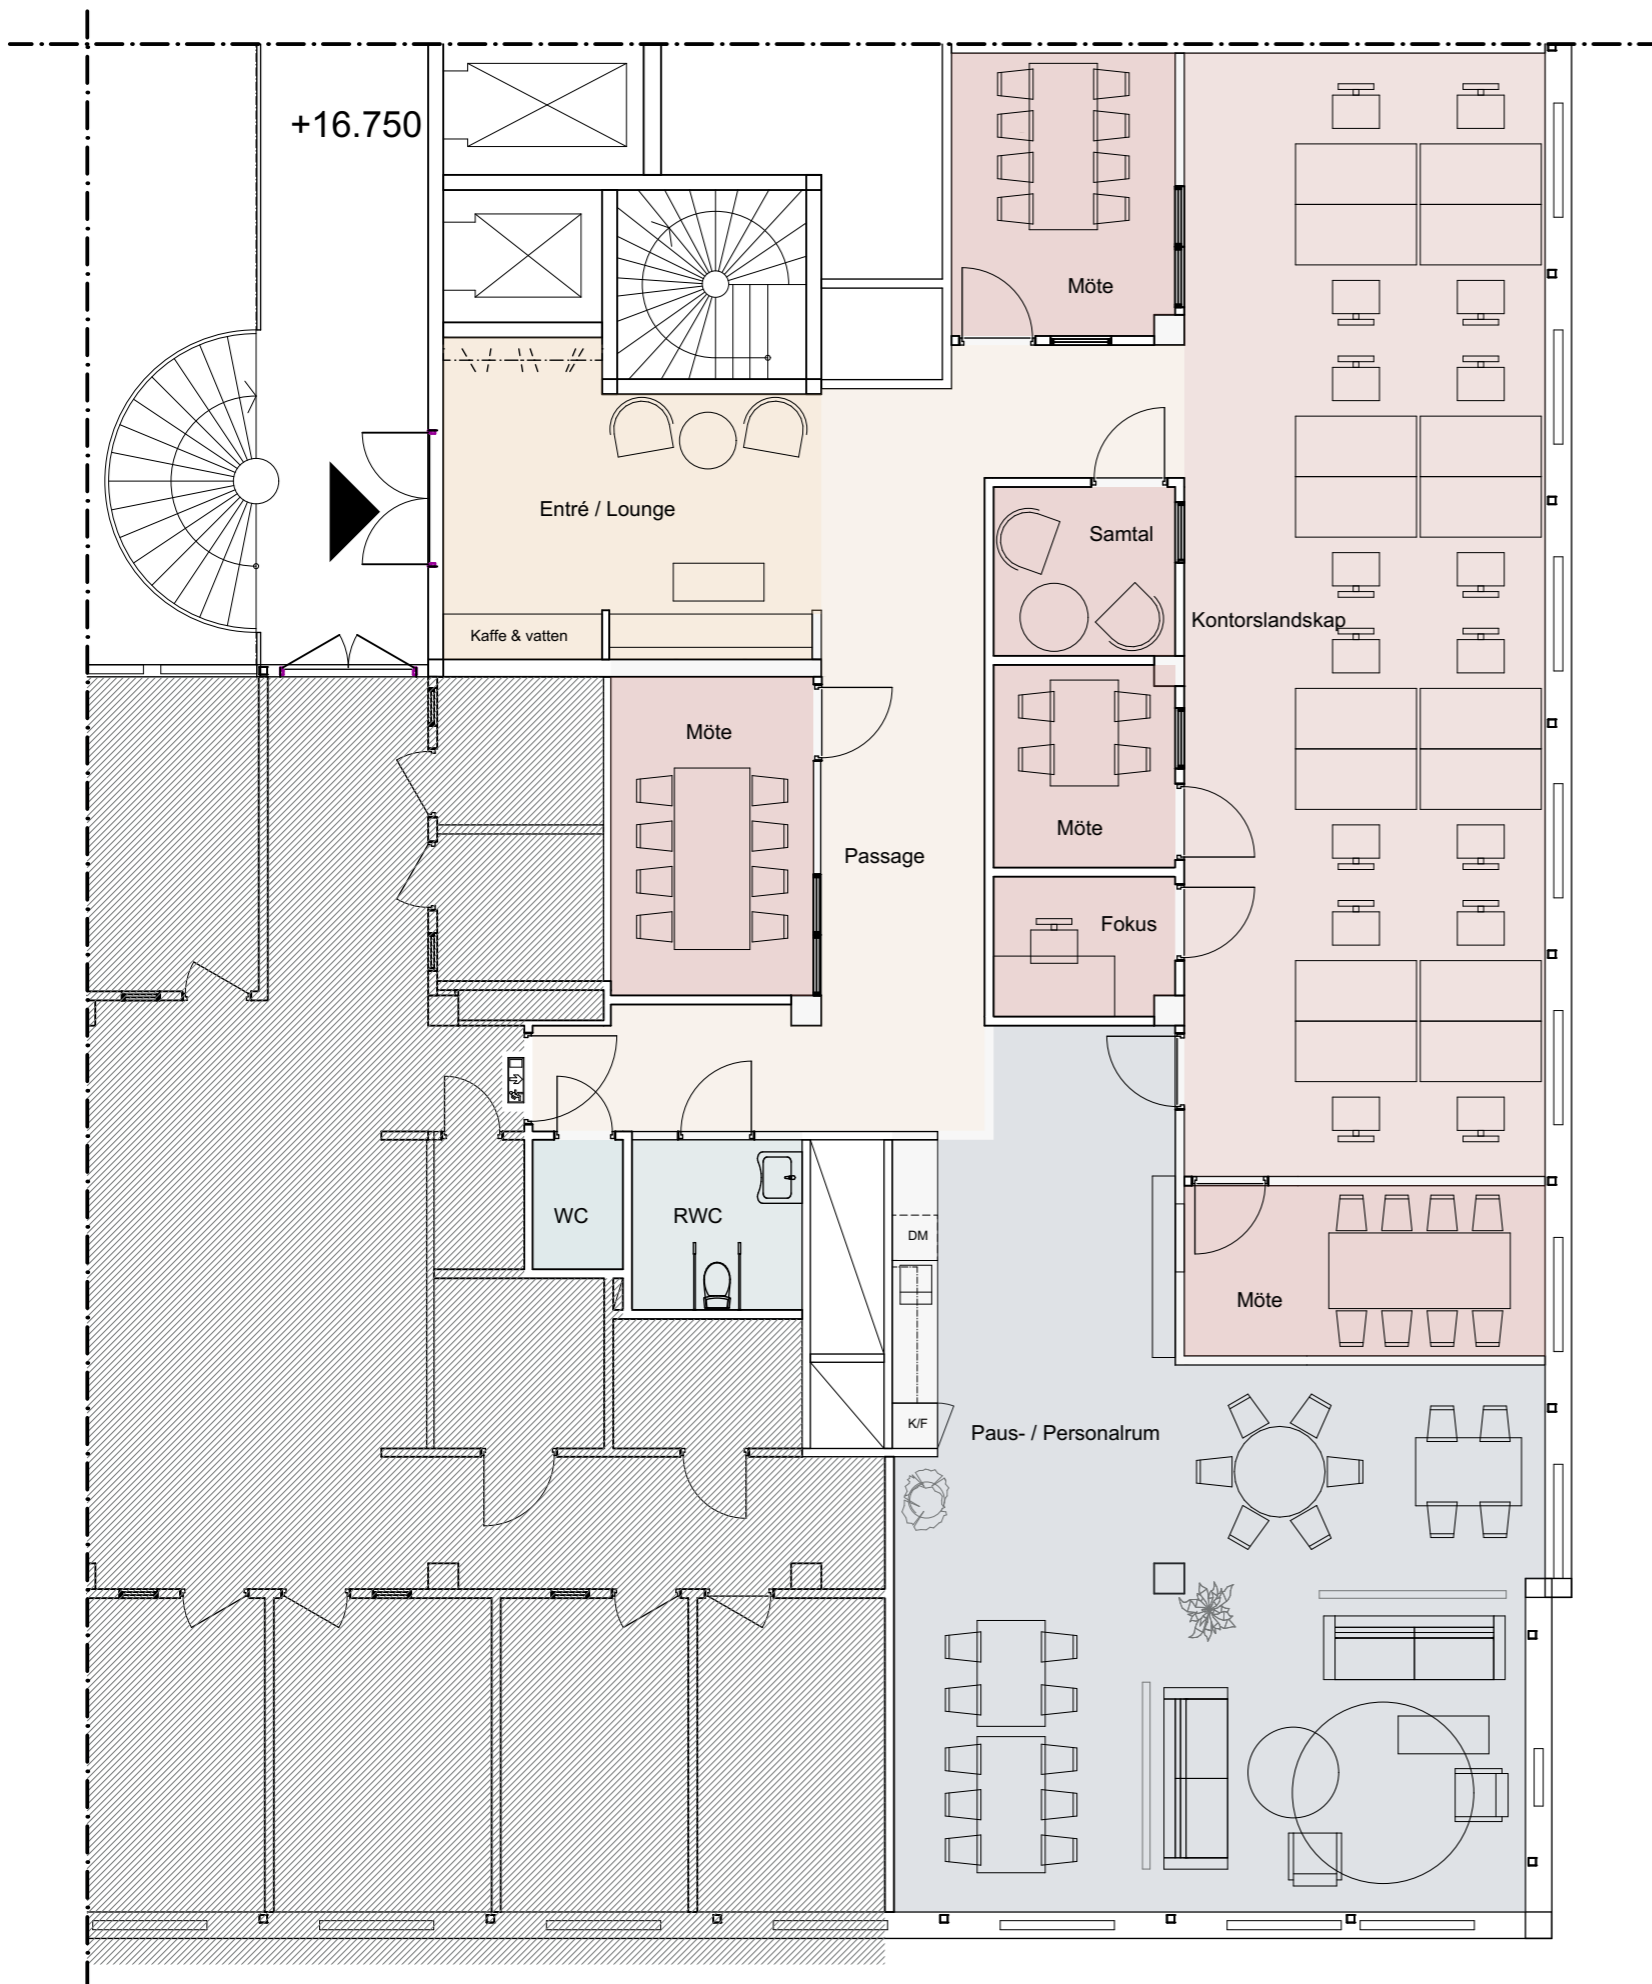 +16.750
Möte
Entré / Lounge
Samtal
Kontorslandskap
Kaffe & vatten
Möte
Möte
Passage
Fokus
WC
RWC
DM
Möte
K/F
Paus- / Personalrum